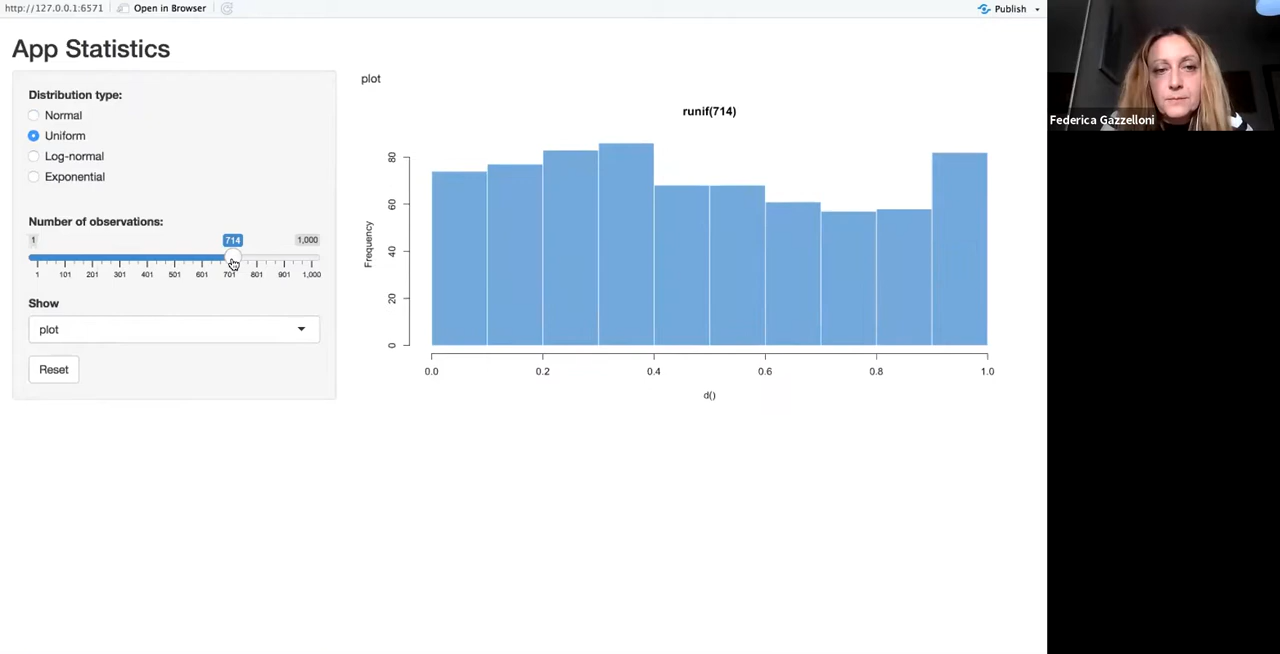 http://127.0.0.1:6571 Open in Browser Publish
App Statistics
Distribution type:
Normal
Uniform
Log-normal
Exponential
Number of observations:
1 714 1,000
1 101 201 301 401 501 601 701 801 901 1,000
Show
plot
Reset
plot
runif(714)
Frequency
80
60
40
20
0
0.0 0.2 0.4 0.6 0.8 1.0
d()
Federica Gazzelloni